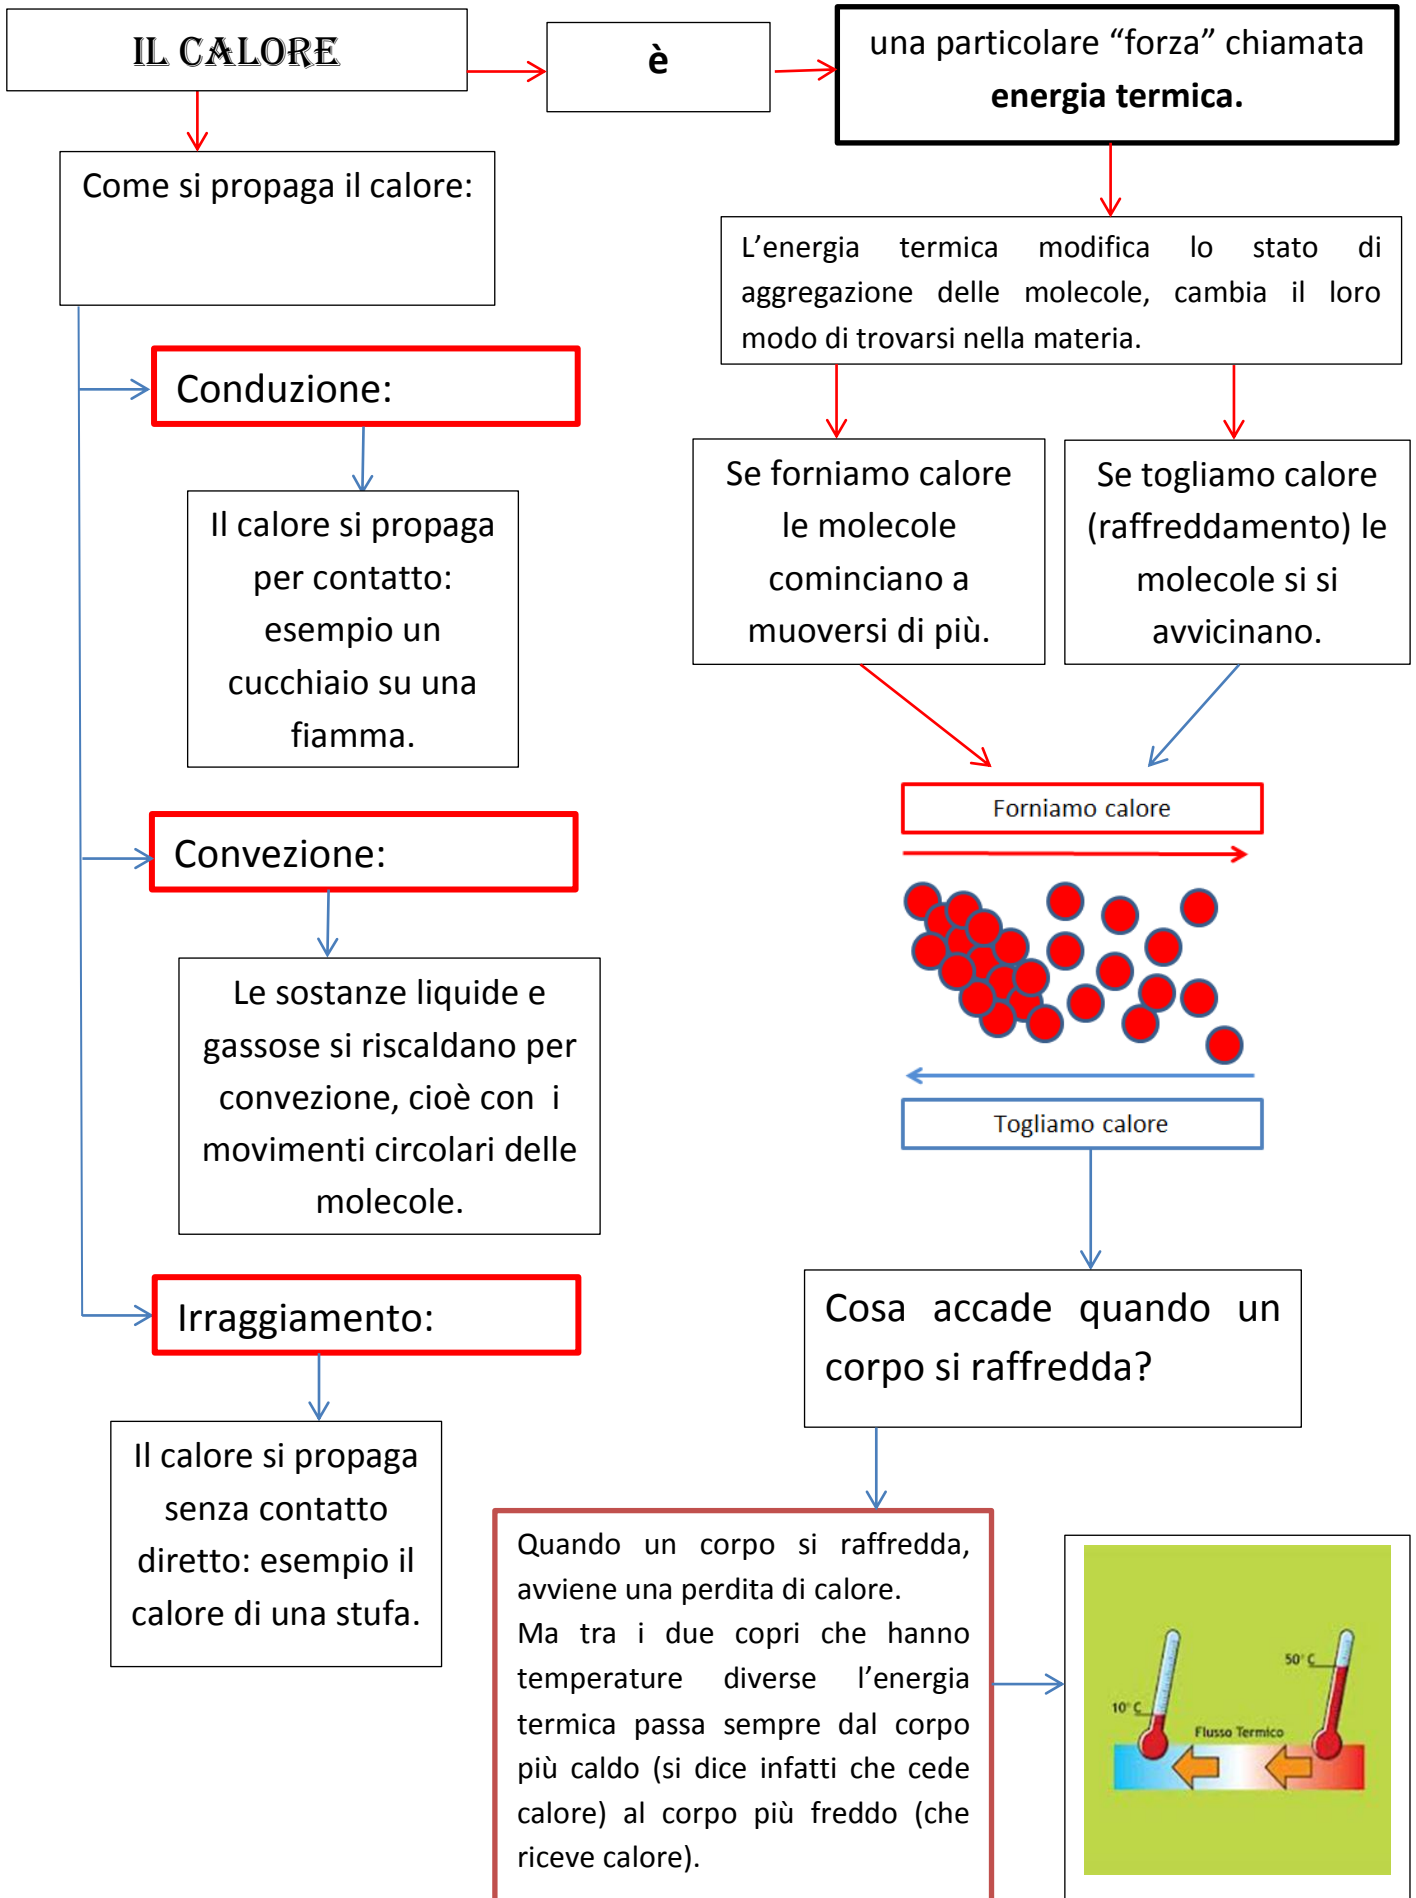 IL CALORE
è
una particolare “forza” chiamata
energia termica.
Come si propaga il calore:
L’energia termica modifica lo stato di
aggregazione delle molecole, cambia il loro
modo di trovarsi nella materia.
Conduzione:
Il calore si propaga
per contatto:
esempio un
cucchiaio su una
fiamma.
Se forniamo calore
le molecole
cominciano a
muoversi di più.
Se togliamo calore
(raffreddamento) le
molecole si si
avvicinano.
Forniamo calore
Convezione:
Le sostanze liquide e
gassose si riscaldano per
convezione, cioè con i
movimenti circolari delle
molecole.
Togliamo calore
Irraggiamento:
Il calore si propaga
senza contatto
diretto: esempio il
calore di una stufa.
Cosa accade quando un
corpo si raffredda?
Quando un corpo si raffredda,
avviene una perdita di calore.
Ma tra i due copri che hanno
temperature diverse l’energia
termica passa sempre dal corpo
più caldo (si dice infatti che cede
calore) al corpo più freddo (che
riceve calore).
50° C
10° C
Flusso Termico